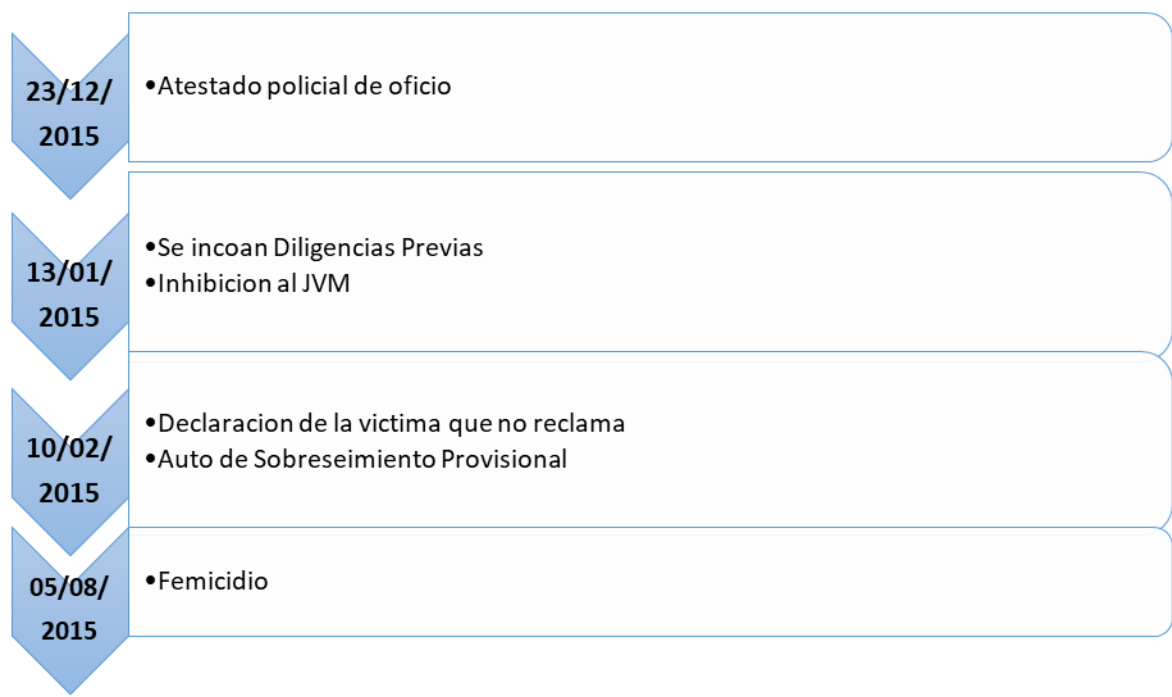 23/12/
2015
•Atestado policial de oficio
13/01/
2015
•Se incoan Diligencias Previas
•Inhibicion al JVM
10/02/
2015
•Declaracion de la victima que no reclama
•Auto de Sobreseimiento Provisional
05/08/
2015
•Femicidio